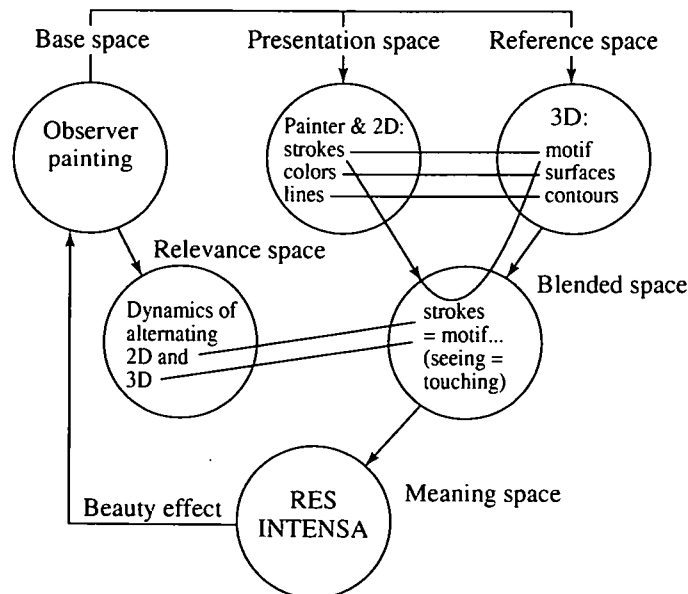 Base space
Presentation space
Reference space
Observer
painting
Painter & 2D:
strokes
colors
lines
3D:
motif
surfaces
contours
Relevance space
Dynamics of
alternating
2D and
3D
Blended space
strokes
= motif...
(seeing =
touching)
Beauty effect
RES
INTENSA
Meaning space